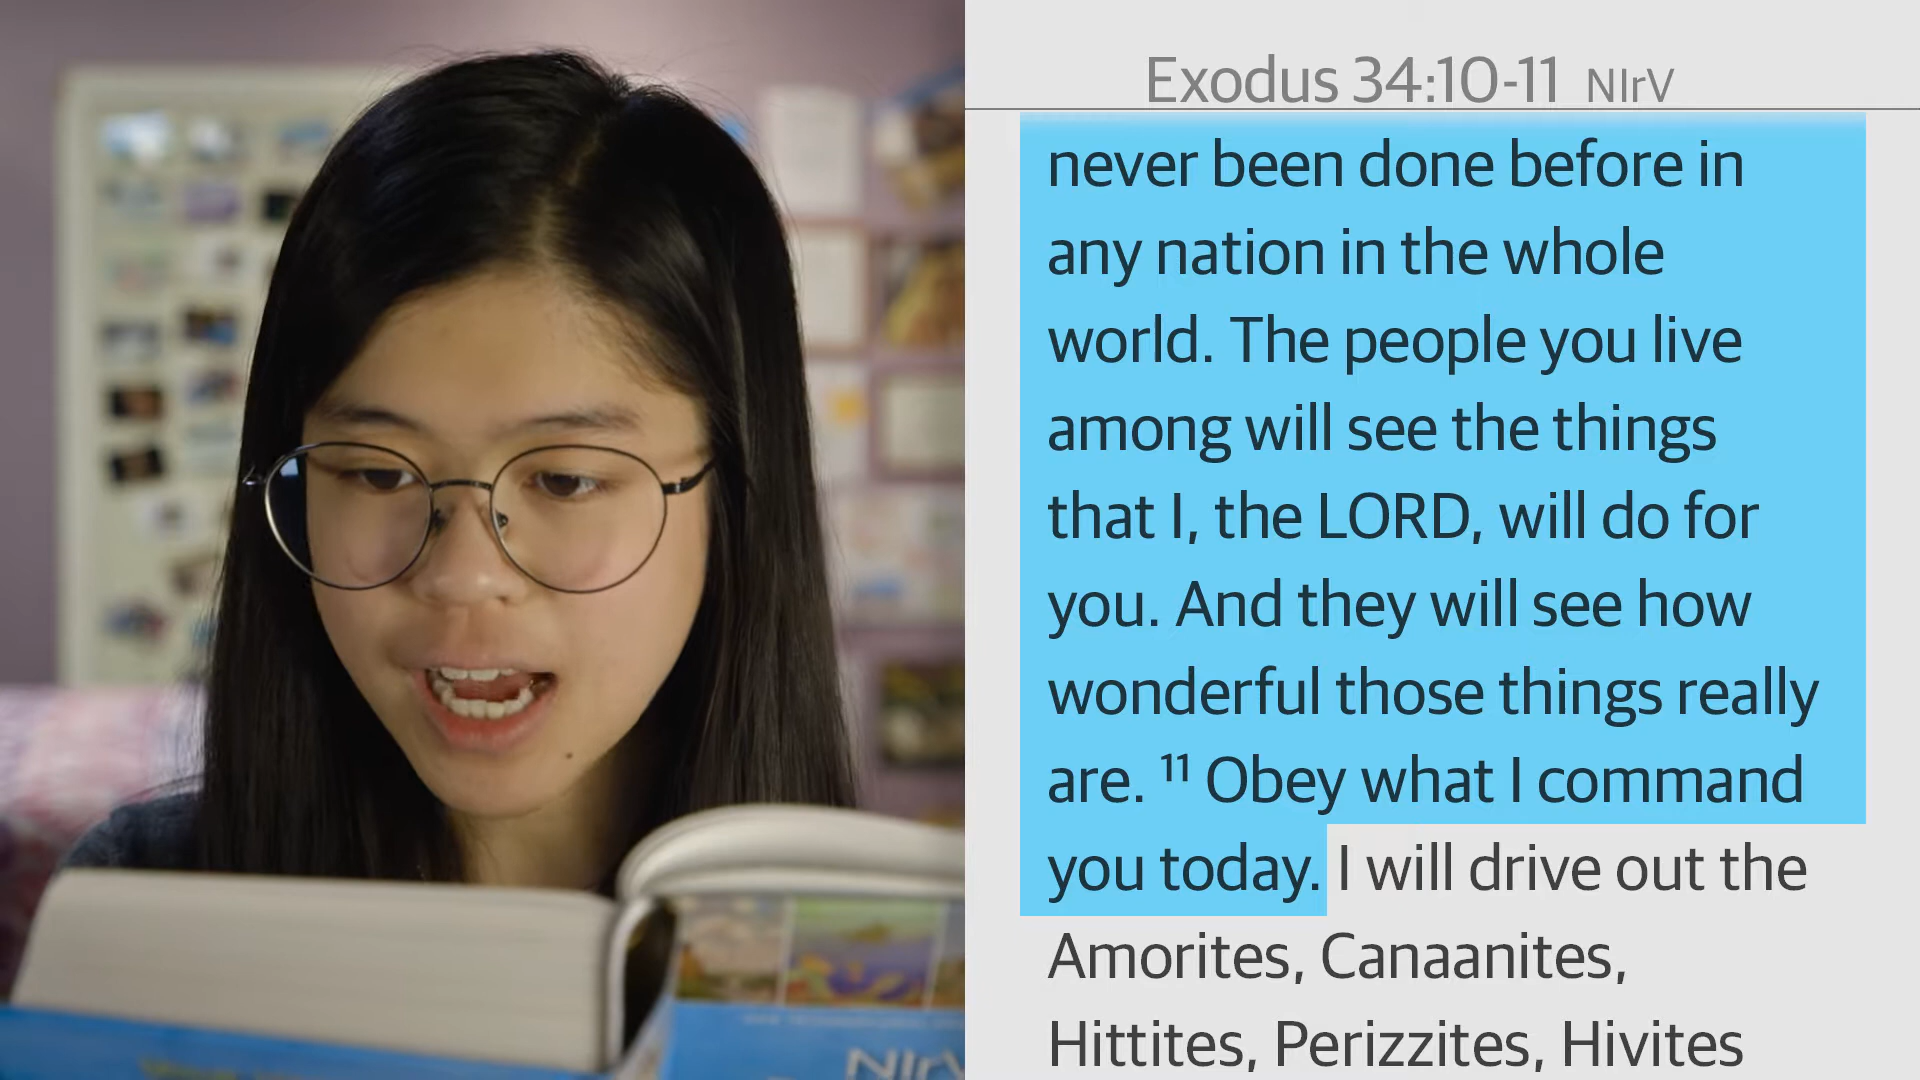 Exodus 34:10-11 NIrV
never been done before in
any nation in the whole
world. The people you live
among will see the things
that I, the LORD, will do for
you. And they will see how
wonderful those things really
are. ¹¹ Obey what I command
you today. I will drive out the
Amorites, Canaanites,
Hittites, Perizzites, Hivites
NIrV